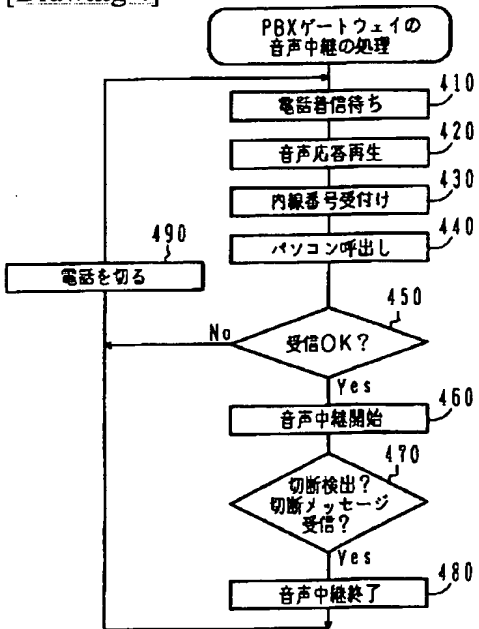 PBXゲートウェイの
音声中継の処理
410
電話着信待ち
420
音声応答再生
430
内線番号受付け
440
パソコン呼出し
490
電話を切る
450
受信OK?
No
Yes
460
音声中継開始
470
切断検出?
切断メッセージ
受信?
Yes
480
音声中継終了